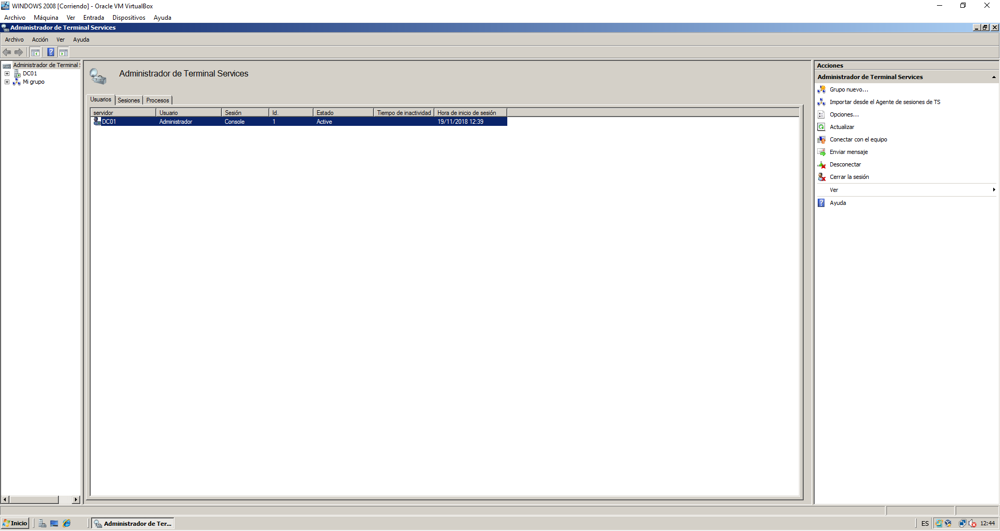 WINDOWS 2008 [Corriendo] - Oracle VM VirtualBox
Archivo Máquina Ver Entrada Dispositivos Ayuda
Administrador de Terminal Services
Archivo Acción Ver Ayuda
Administrador de Terminal
DC01
Mi grupo
Administrador de Terminal Services
Usuarios Sesiones Procesos
servidor Usuario Sesión Id. Estado Tiempo de inactividad Hora de inicio de sesión
DC01 Administrador Console 1 Active 19/11/2018 12:39
Acciones
Administrador de Terminal Services
Grupo nuevo...
Importar desde el Agente de sesiones de TS
Opciones...
Actualizar
Conectar con el equipo
Enviar mensaje
Desconectar
Cerrar la sesión
Ver
Ayuda
Inicio Administrador de Ter... ES 12:44